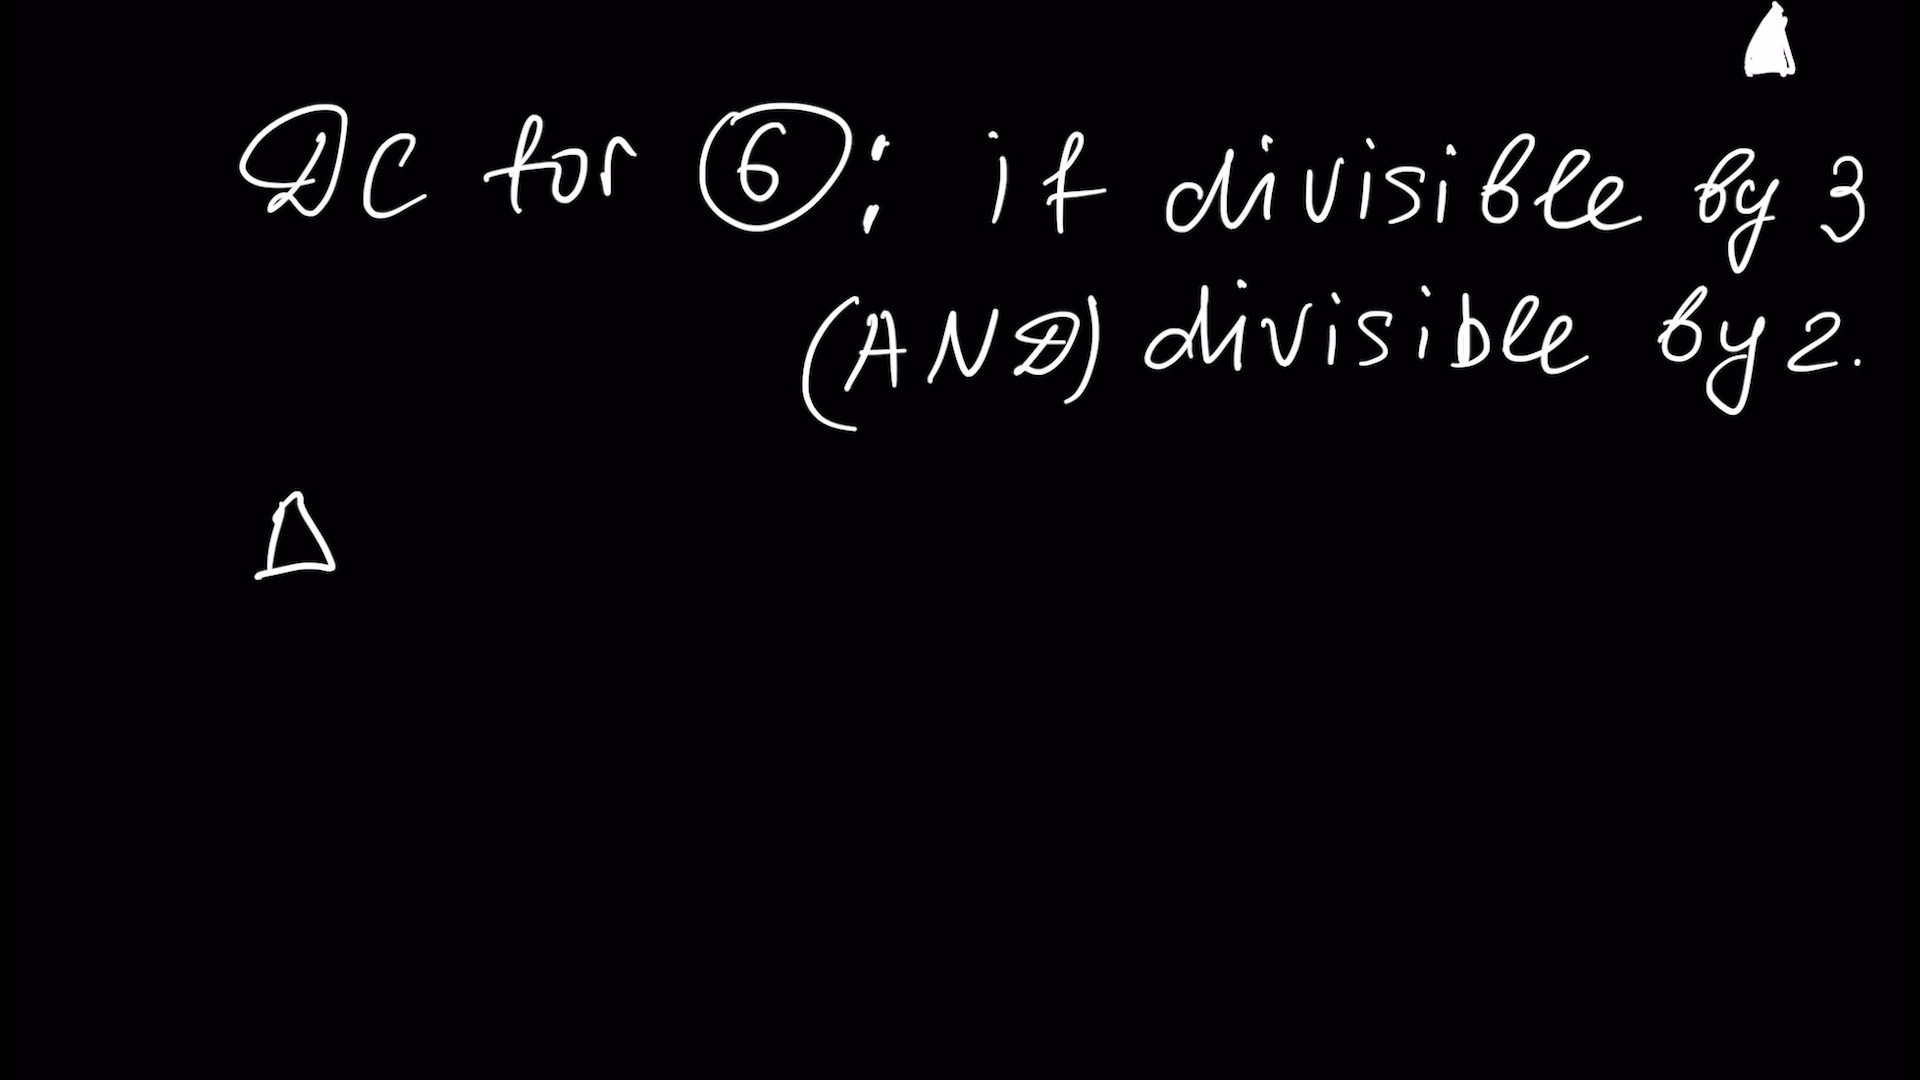 ▲
DC for 6: if divisible by 3
(AND) divisible by 2.
Δ